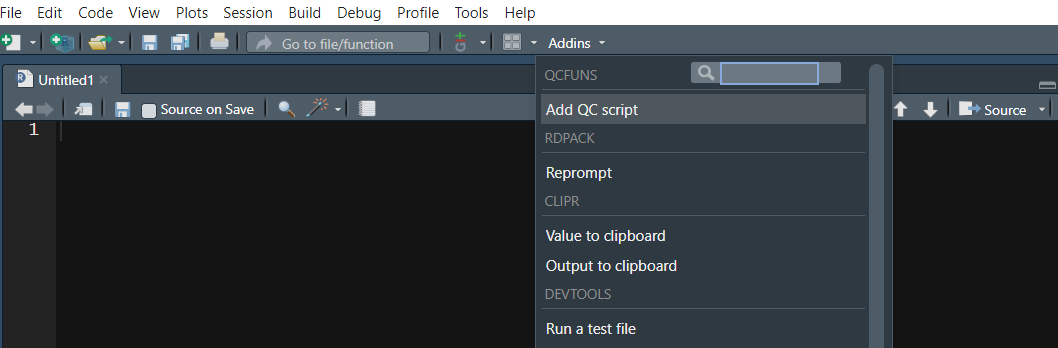 File Edit Code View Plots Session Build Debug Profile Tools Help
Go to file/function Addins
Untitled1
QCFUNS
Source on Save
Add QC script
Source
1
RDPACK
Reprompt
CLIPR
Value to clipboard
Output to clipboard
DEVTOOLS
Run a test file